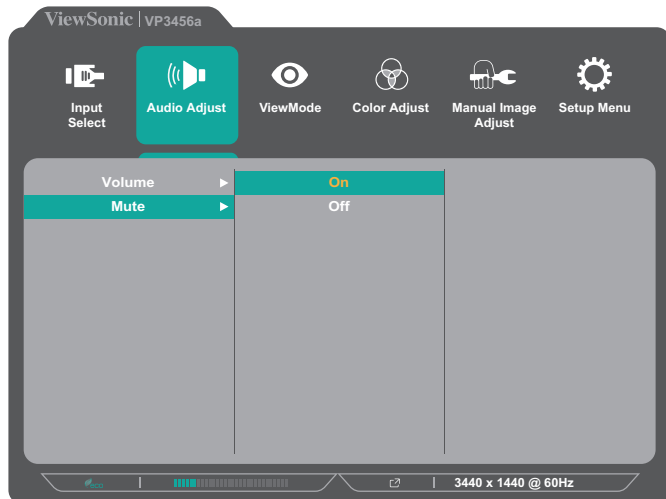 ViewSonic VP3456a
Input Select
Audio Adjust
ViewMode
Color Adjust
Manual Image Adjust
Setup Menu
Volume
On
Mute
Off
eco
3440 x 1440 @ 60Hz